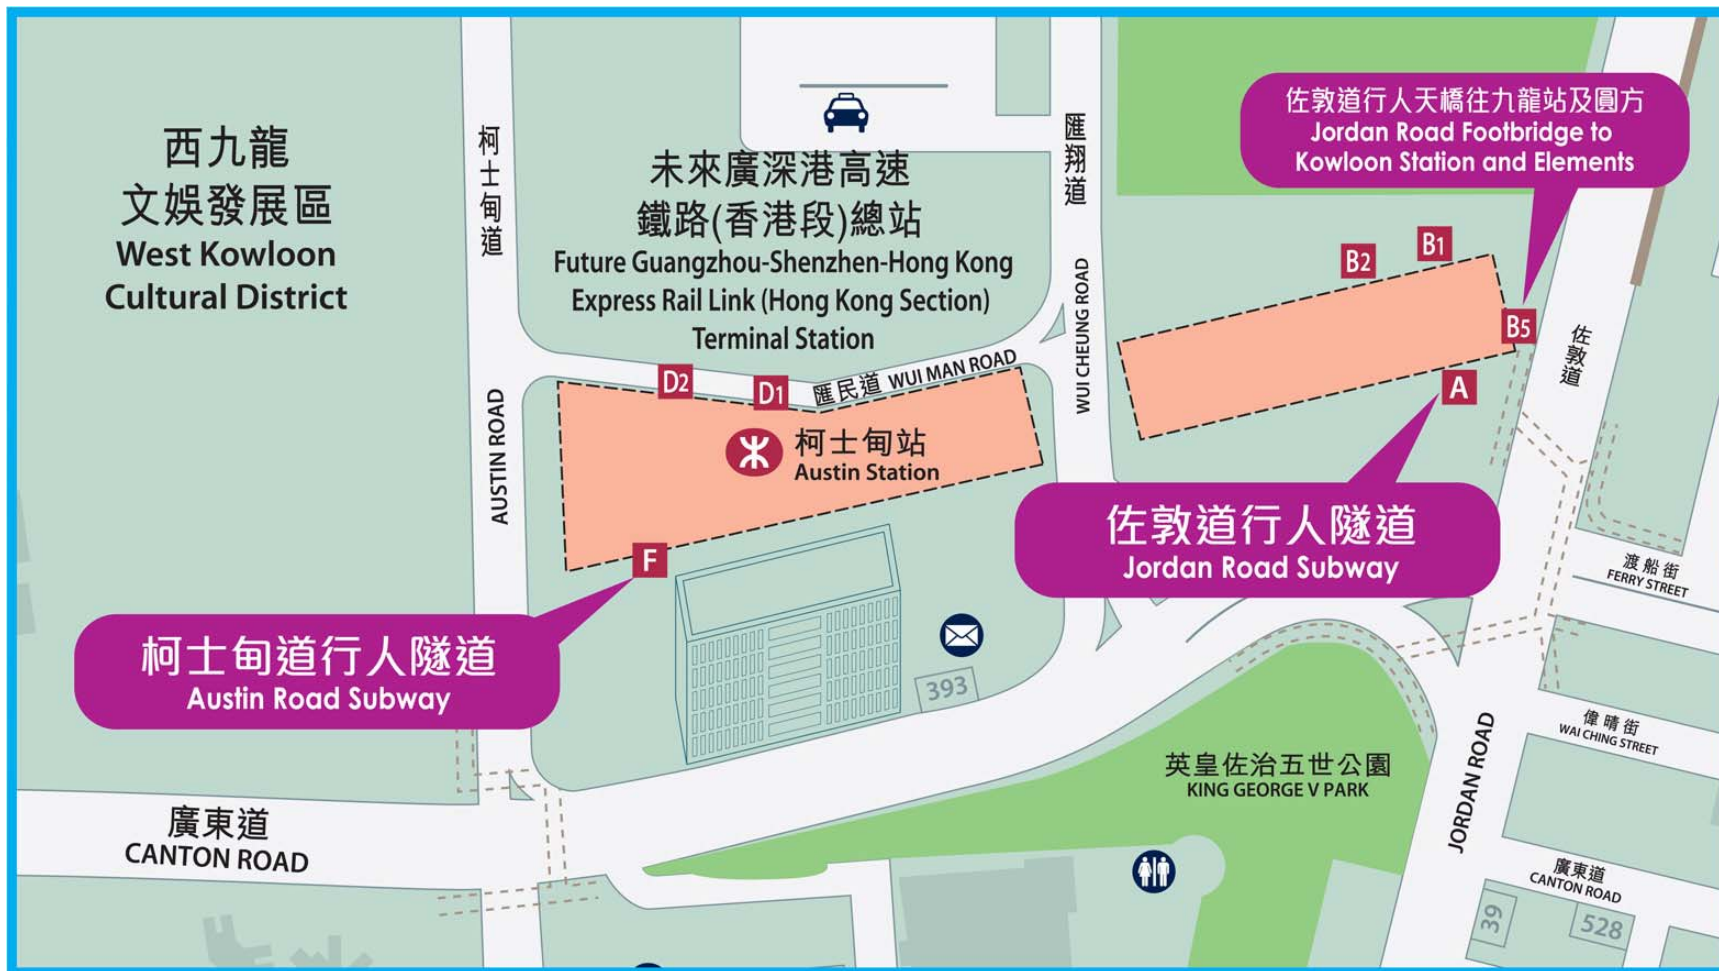 西九龍
文娛發展區
West Kowloon
Cultural District
柯士甸道
AUSTIN ROAD
未來廣深港高速
鐵路(香港段)總站
Future Guangzhou-Shenzhen-Hong Kong
Express Rail Link (Hong Kong Section)
Terminal Station
匯翔道
WUI CHEUNG ROAD
佐敦道行人天橋往九龍站及圓方
Jordan Road Footbridge to
Kowloon Station and Elements
B1
B2
B5
A
佐敦道
匯民道 WUI MAN ROAD
D2
D1
柯士甸站
Austin Station
F
佐敦道行人隧道
Jordan Road Subway
柯士甸道行人隧道
Austin Road Subway
渡船街
FERRY STREET
393
偉晴街
WAI CHING STREET
英皇佐治五世公園
KING GEORGE V PARK
JORDAN ROAD
廣東道
CANTON ROAD
廣東道
CANTON ROAD
39
528